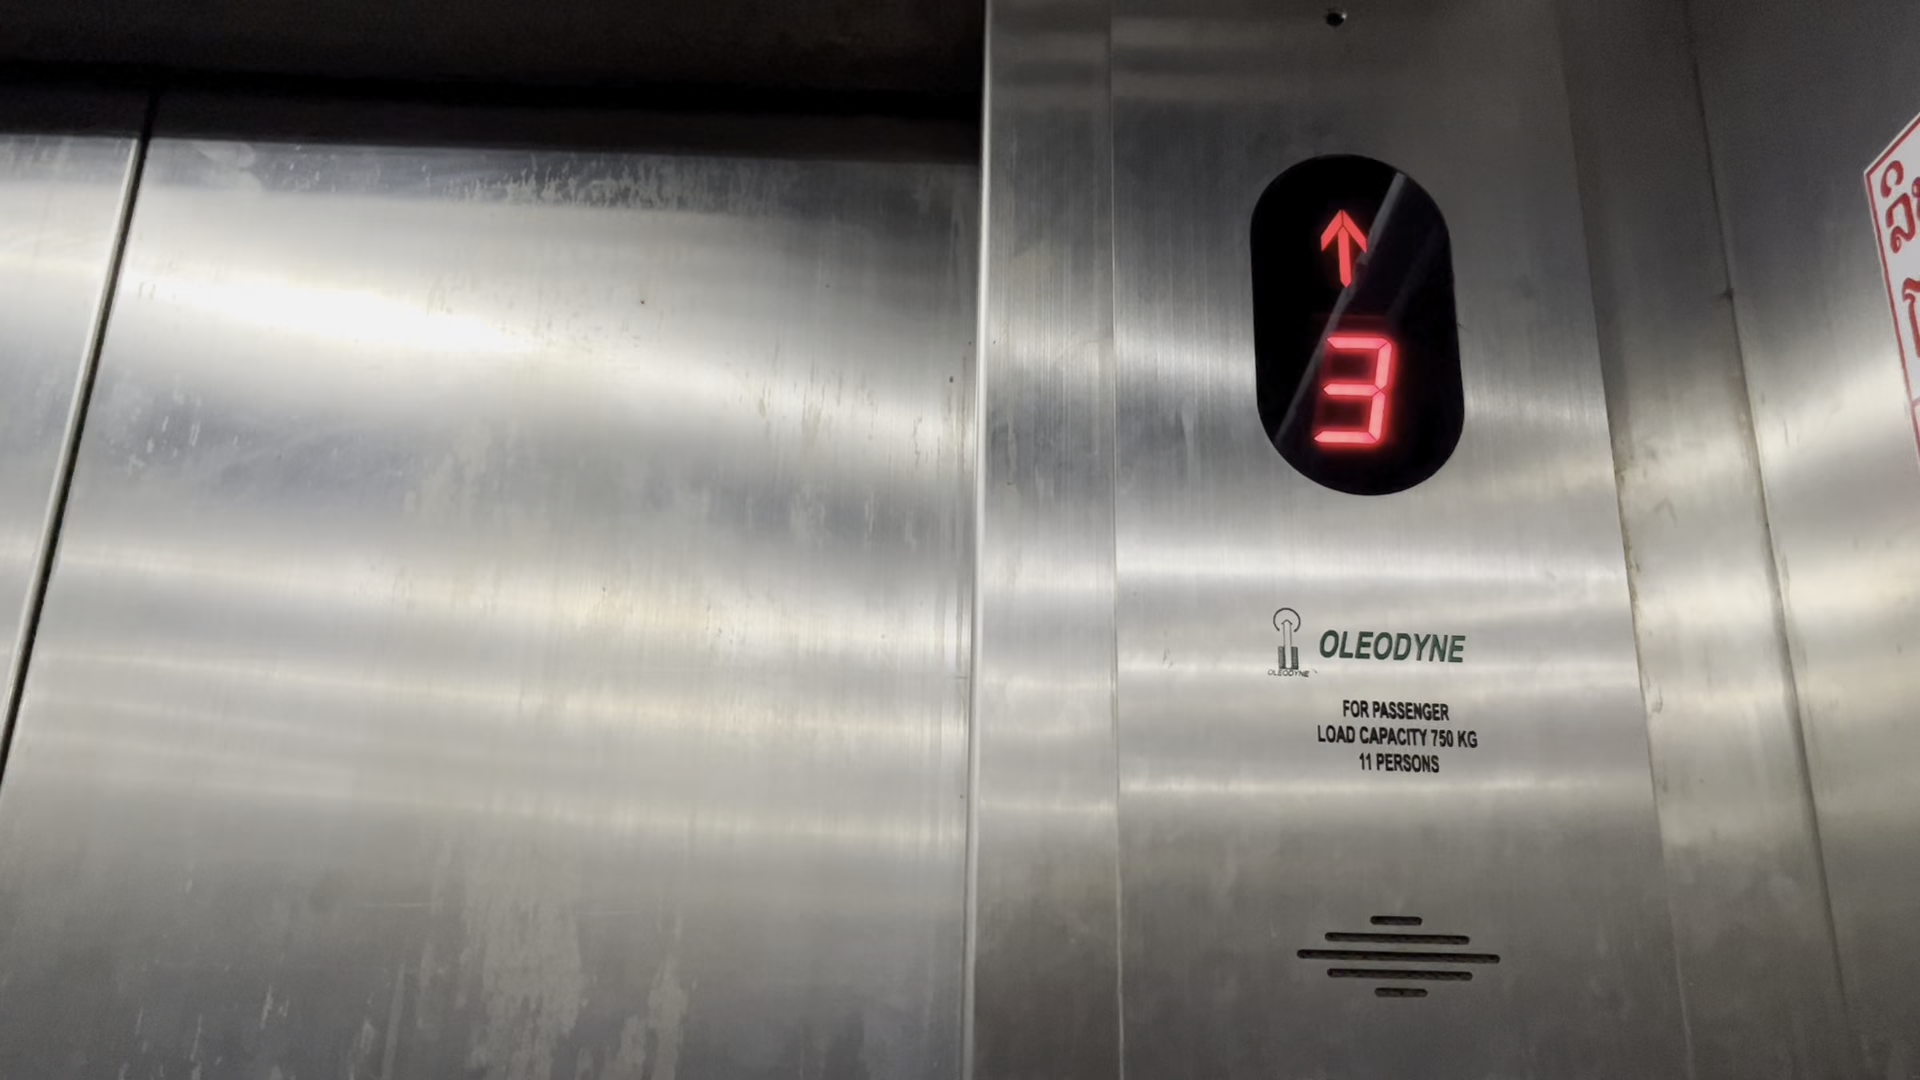 3
OLEODYNE
OLEODYNE
FOR PASSENGER
LOAD CAPACITY 750 KG
11 PERSONS